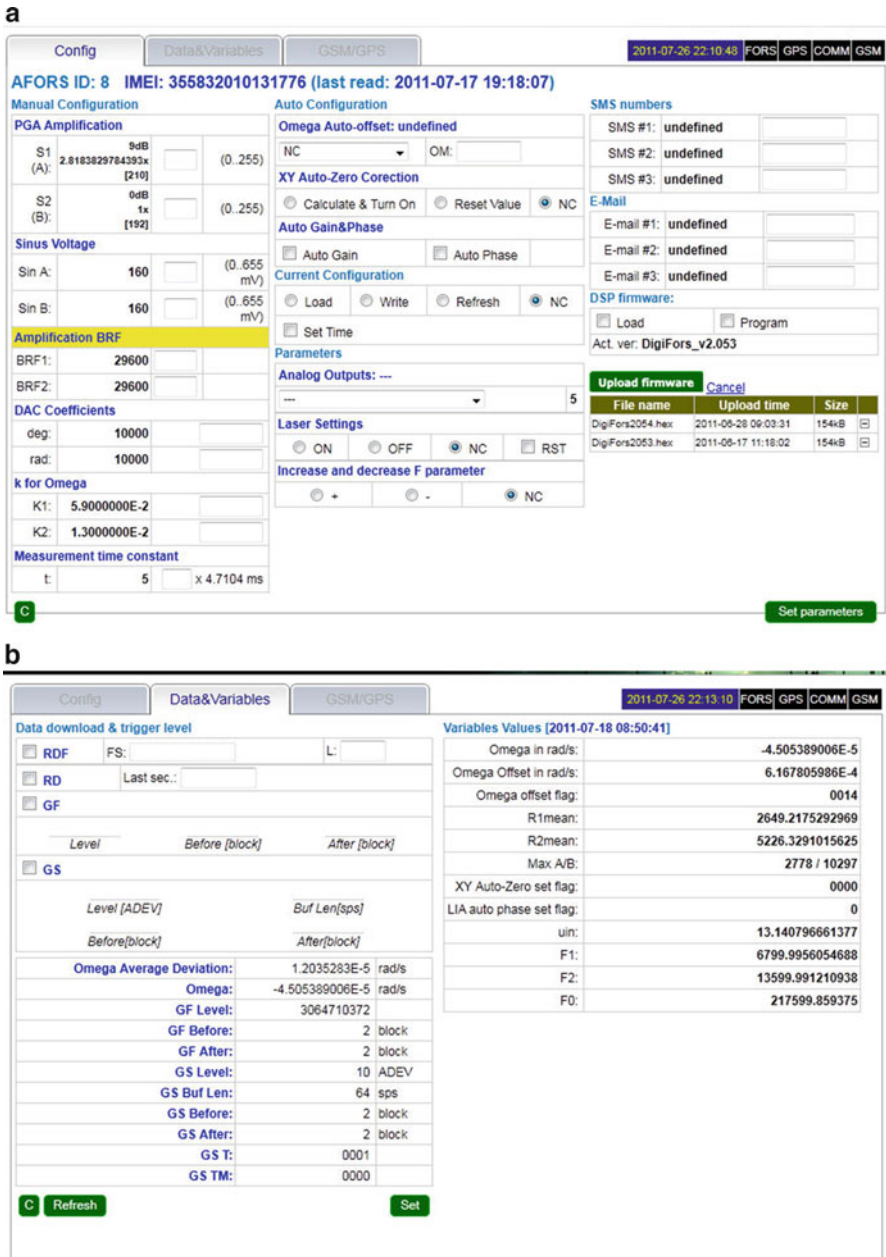 a
Config Data&Variables GSM/GPS 2011-07-26 22:10:48 FORS GPS COMM GSM
AFORS ID: 8 IMEI: 355832010131776 (last read: 2011-07-17 19:18:07)
Manual Configuration
PGA Amplification
S1 (A): 9dB 2.8183829784393x [210] (0..255)
S2 (B): 0dB 1x [192] (0..255)
Sinus Voltage
Sin A: 160 (0..655 mV)
Sin B: 160 (0..655 mV)
Amplification BRF
BRF1: 29600
BRF2: 29600
DAC Coefficients
deg: 10000
rad: 10000
k for Omega
K1: 5.9000000E-2
K2: 1.3000000E-2
Measurement time constant
t: 5 x 4.7104 ms
C
Auto Configuration
Omega Auto-offset: undefined
NC OM:
XY Auto-Zero Corection
Calculate & Turn On Reset Value NC
Auto Gain&Phase
Auto Gain Auto Phase
Current Configuration
Load Write Refresh NC
Set Time
Parameters
Analog Outputs: ---
--- 5
Laser Settings
ON OFF NC RST
Increase and decrease F parameter
+ - NC
SMS numbers
SMS #1: undefined
SMS #2: undefined
SMS #3: undefined
E-Mail
E-mail #1: undefined
E-mail #2: undefined
E-mail #3: undefined
DSP firmware:
Load Program
Act. ver: DigiFors_v2.053
Upload firmware Cancel
File name Upload time Size
DigiFors2054.hex 2011-06-28 09:03:31 154kB
DigiFors2053.hex 2011-06-17 11:18:02 154kB
Set parameters
b
Config Data&Variables GSM/GPS 2011-07-26 22:13:10 FORS GPS COMM GSM
Data download & trigger level
RDF FS: L:
RD Last sec.:
GF
Level Before [block] After [block]
GS
Level [ADEV] Buf Len[sps]
Before[block] After[block]
Omega Average Deviation: 1.2035283E-5 rad/s
Omega: -4.505389006E-5 rad/s
GF Level: 3064710372
GF Before: 2 block
GF After: 2 block
GS Level: 10 ADEV
GS Buf Len: 64 sps
GS Before: 2 block
GS After: 2 block
GS T: 0001
GS TM: 0000
C Refresh Set
Variables Values [2011-07-18 08:50:41]
Omega in rad/s: -4.505389006E-5
Omega Offset in rad/s: 6.167805986E-4
Omega offset flag: 0014
R1mean: 2649.2175292969
R2mean: 5226.3291015625
Max A/B: 2778 / 10297
XY Auto-Zero set flag: 0000
LIA auto phase set flag: 0
uin: 13.140796661377
F1: 6799.9956054688
F2: 13599.991210938
F0: 217599.859375